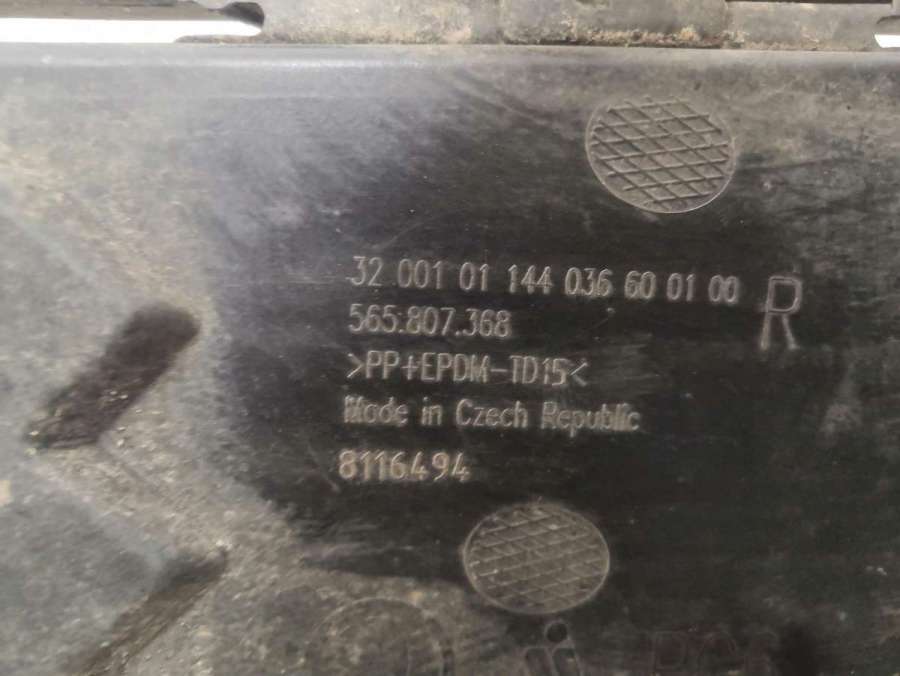 32 001 01 144 036 60 01 00 R
565.807.368
>PP+EPDM-TD15<
Made in Czech Republic
8116494